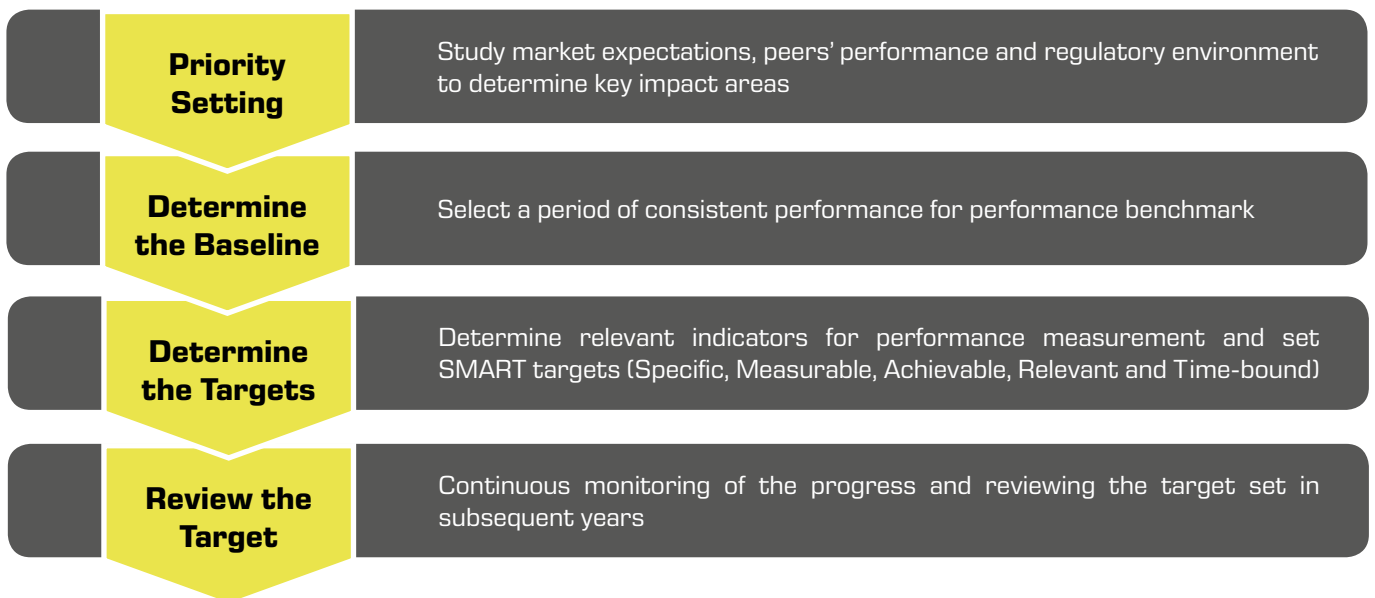 Priority
Setting
Study market expectations, peers’ performance and regulatory environment
to determine key impact areas
Determine
the Baseline
Select a period of consistent performance for performance benchmark
Determine
the Targets
Determine relevant indicators for performance measurement and set
SMART targets (Specific, Measurable, Achievable, Relevant and Time-bound)
Review the
Target
Continuous monitoring of the progress and reviewing the target set in
subsequent years